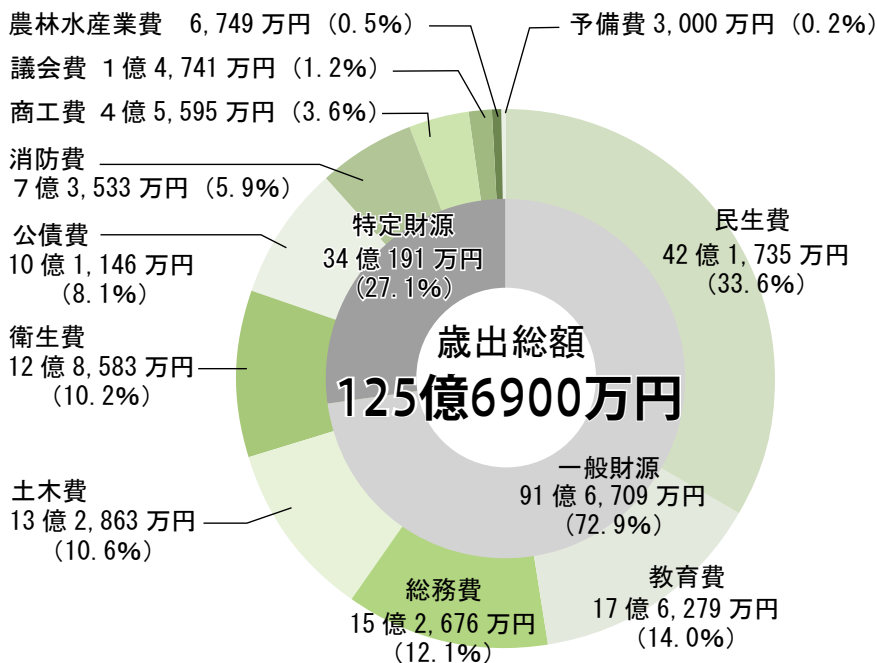 農林水産業費 6,749 万円（0.5%）
予備費 3,000 万円（0.2%）
議会費 1 億 4,741 万円（1.2%）
商工費 4 億 5,595 万円（3.6%）
消防費
7 億 3,533 万円（5.9%）
公債費
10 億 1,146 万円
（8.1%）
衛生費
12 億 8,583 万円
（10.2%）
土木費
13 億 2,863 万円
（10.6%）
総務費
15 億 2,676 万円
（12.1%）
教育費
17 億 6,279 万円
（14.0%）
民生費
42 億 1,735 万円
（33.6%）
特定財源
34 億 191 万円
（27.1%）
歳出総額
125億6900万円
一般財源
91 億 6,709 万円
（72.9%）